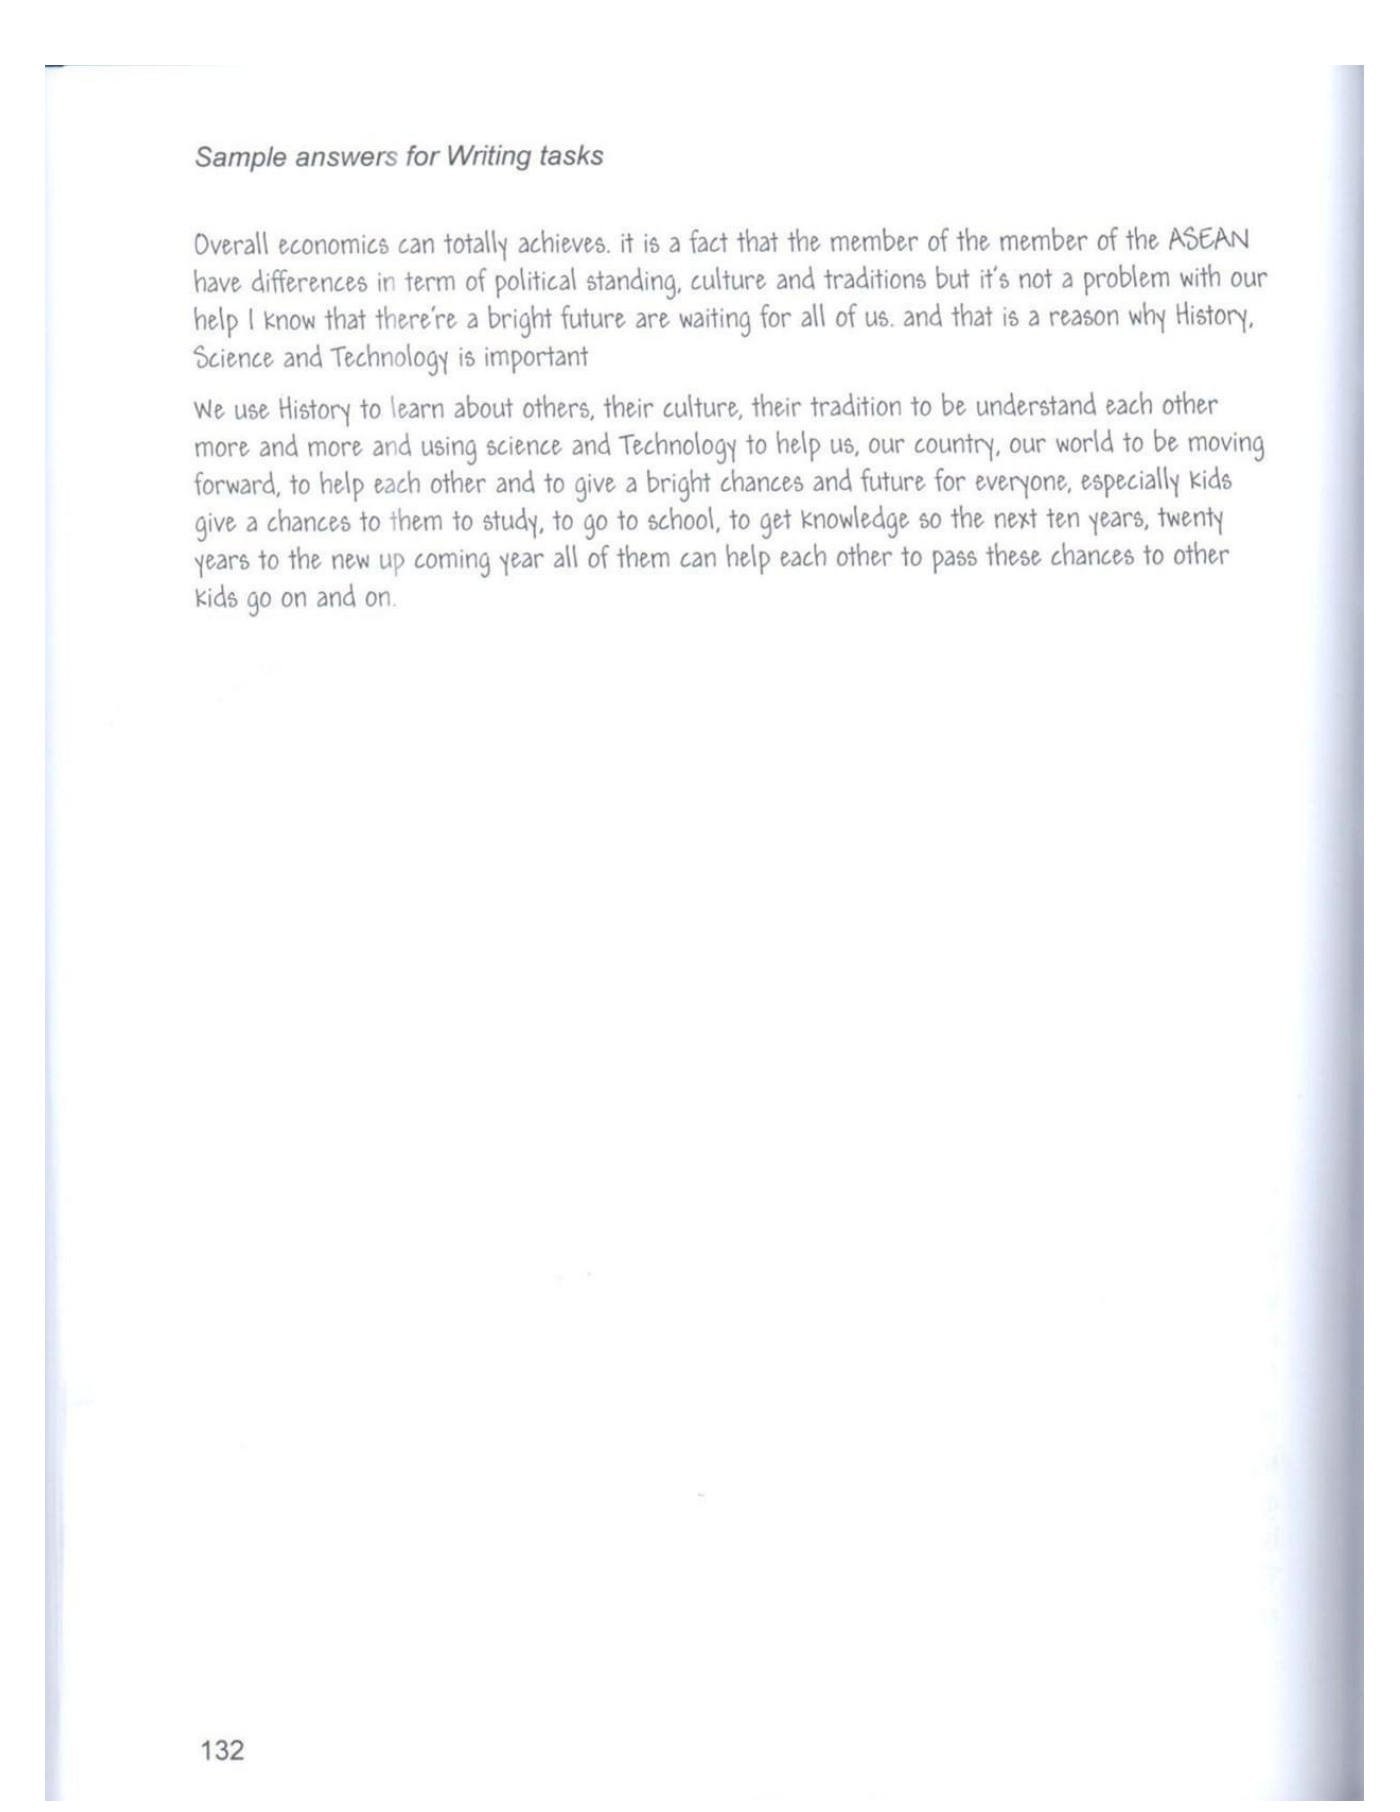 Sample answers for Writing tasks
Overall economics can totally achieves. it is a fact that the member of the member of the ASEAN
have differences in term of political standing, culture and traditions but it's not a problem with our
help I know that there're a bright future are waiting for all of us. and that is a reason why History,
Science and Technology is important
We use History to learn about others, their culture, their tradition to be understand each other
more and more and using science and Technology to help us, our country, our world to be moving
forward, to help each other and to give a bright chances and future for everyone, especially kids
give a chances to them to study, to go to school, to get knowledge so the next ten years, twenty
years to the new up coming year all of them can help each other to pass these chances to other
kids go on and on.
132